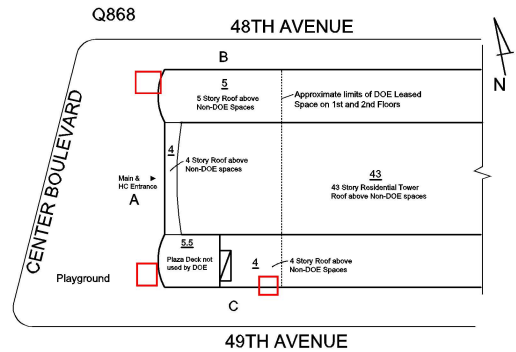 Q868
48TH AVENUE
B
5
5 Story Roof above
Non-DOE Spaces
Approximate limits of DOE Leased
Space on 1st and 2nd Floors
N
CENTER BOULEVARD
4
4 Story Roof above
Non-DOE spaces
Main &
HC Entrance
A
43
43 Story Residential Tower
Roof above Non-DOE spaces
5.5
Plaza Deck not
used by DOE
4
4 Story Roof above
Non-DOE Spaces
Playground
C
49TH AVENUE